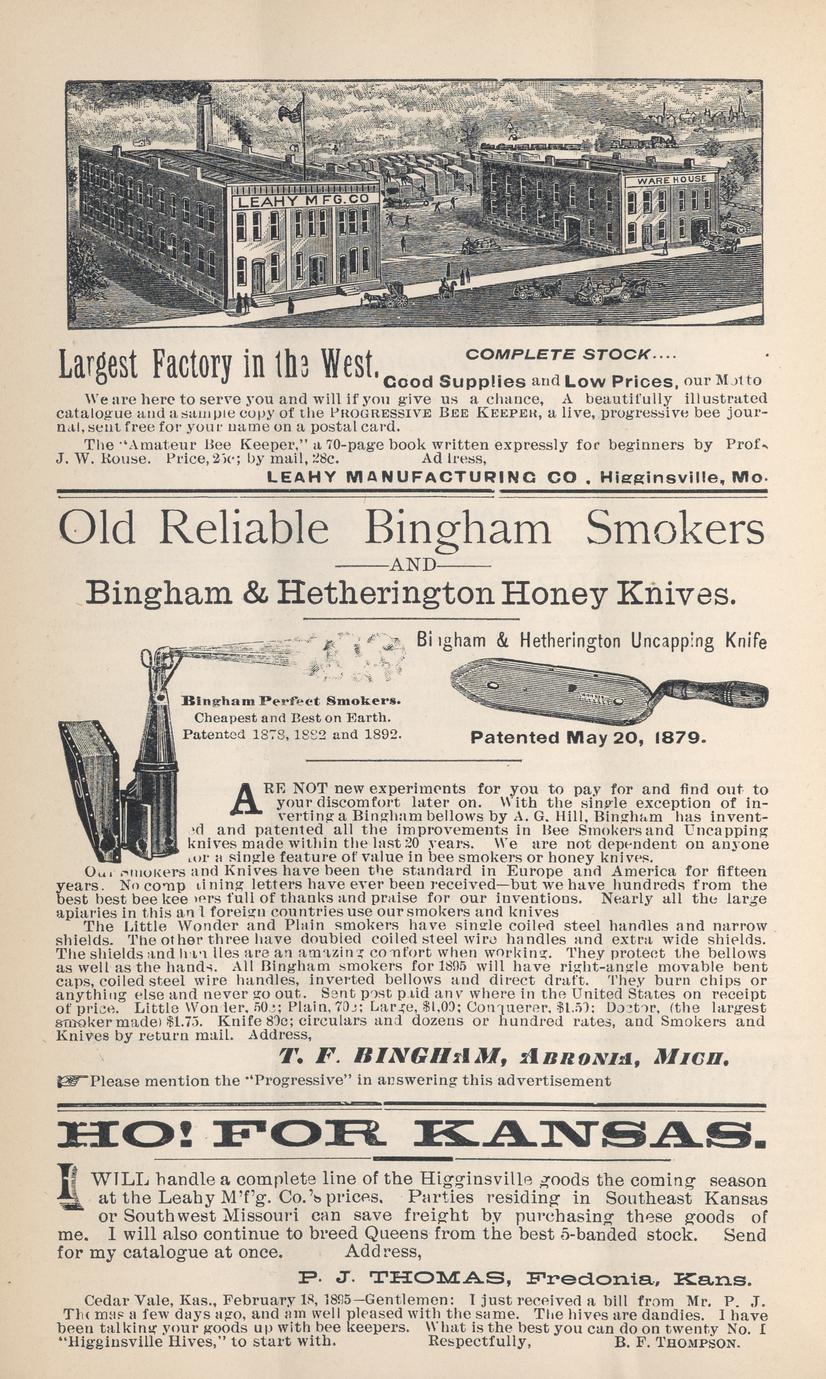 LEAHY MFG.CO
WARE HOUSE
Largest Factory in the West.
COMPLETE STOCK....
Good Supplies and Low Prices, our Motto
We are here to serve you and will if you give us a chance, A beautifully illustrated
catalogue and a sample copy of the PROGRESSIVE BEE KEEPER, a live, progressive bee jour-
nal, sent free for your name on a postal card.
The "Amateur Bee Keeper," a 70-page book written expressly for beginners by Prof.
J. W. Rouse. Price, 25c; by mail, 28c. Address,
LEAHY MANUFACTURING CO , Higginsville, Mo.
Old Reliable Bingham Smokers
AND
Bingham & Hetherington Honey Knives.
Bingham & Hetherington Uncapping Knife
Bingham Perfect Smokers.
Cheapest and Best on Earth.
Patented 1878, 1882 and 1892.
Patented May 20, 1879.
ARE NOT new experiments for you to pay for and find out to
your discomfort later on. With the single exception of in-
verting a Bingham bellows by A. G. Hill, Bingham has invent-
ed and patented all the improvements in Bee Smokers and Uncapping
knives made within the last 20 years. We are not dependent on anyone
for a single feature of value in bee smokers or honey knives.
Our Smokers and Knives have been the standard in Europe and America for fifteen
years. No complaining letters have ever been received—but we have hundreds from the
best best bee keepers full of thanks and praise for our inventions. Nearly all the large
apiaries in this and foreign countries use our smokers and knives
The Little Wonder and Plain smokers have single coiled steel handles and narrow
shields. The other three have doubled coiled steel wire handles and extra wide shields.
The shields and handles are an amazing comfort when working. They protect the bellows
as well as the hands. All Bingham smokers for 1895 will have right-angle movable bent
caps, coiled steel wire handles, inverted bellows and direct draft. They burn chips or
anything else and never go out. Sent post paid any where in the United States on receipt
of price. Little Wonder, 50c; Plain, 70c; Large, $1,00; Conquerer, $1.50; Doctor, (the largest
smoker made) $1.75. Knife 80c; circulars and dozens or hundred rates, and Smokers and
Knives by return mail. Address,
T. F. BINGHAM, ABRONIA, MICH.
☞Please mention the "Progressive" in answering this advertisement
HO! FOR KANSAS.
I WILL handle a complete line of the Higginsville goods the coming season
at the Leahy M'f'g. Co.'s prices. Parties residing in Southeast Kansas
or Southwest Missouri can save freight by purchasing these goods of
me. I will also continue to breed Queens from the best 5-banded stock. Send
for my catalogue at once. Address,
P. J. THOMAS, Fredonia, Kans.
Cedar Vale, Kas., February 18, 1895—Gentlemen: I just received a bill from Mr. P. J.
Thomas a few days ago, and am well pleased with the same. The hives are dandies. I have
been talking your goods up with bee keepers. What is the best you can do on twenty No. 1
"Higginsville Hives," to start with. Respectfully, B. F. THOMPSON.